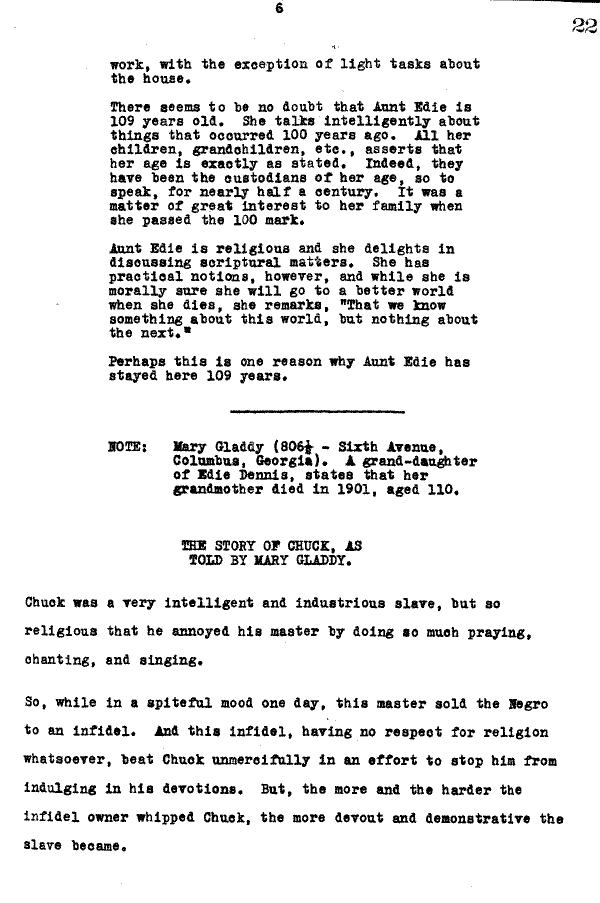 6
22
work, with the exception of light tasks about
the house.
There seems to be no doubt that Aunt Edie is
109 years old. She talks intelligently about
things that occurred 100 years ago. All her
children, grandchildren, etc., asserts that
her age is exactly as stated. Indeed, they
have been the custodians of her age, so to
speak, for nearly half a century. It was a
matter of great interest to her family when
she passed the 100 mark.
Aunt Edie is religious and she delights in
discussing scriptural matters. She has
practical notions, however, and while she is
morally sure she will go to a better world
when she dies, she remarks, "That we know
something about this world, but nothing about
the next."
Perhaps this is one reason why Aunt Edie has
stayed here 109 years.
NOTE: Mary Gladdy (806½ - Sixth Avenue,
Columbus, Georgia). A grand-daughter
of Edie Dennis, states that her
grandmother died in 1901, aged 110.
THE STORY OF CHUCK, AS
TOLD BY MARY GLADDY.
Chuck was a very intelligent and industrious slave, but so
religious that he annoyed his master by doing so much praying,
chanting, and singing.
So, while in a spiteful mood one day, this master sold the Negro
to an infidel. And this infidel, having no respect for religion
whatsoever, beat Chuck unmercifully in an effort to stop him from
indulging in his devotions. But, the more and the harder the
infidel owner whipped Chuck, the more devout and demonstrative the
slave became.